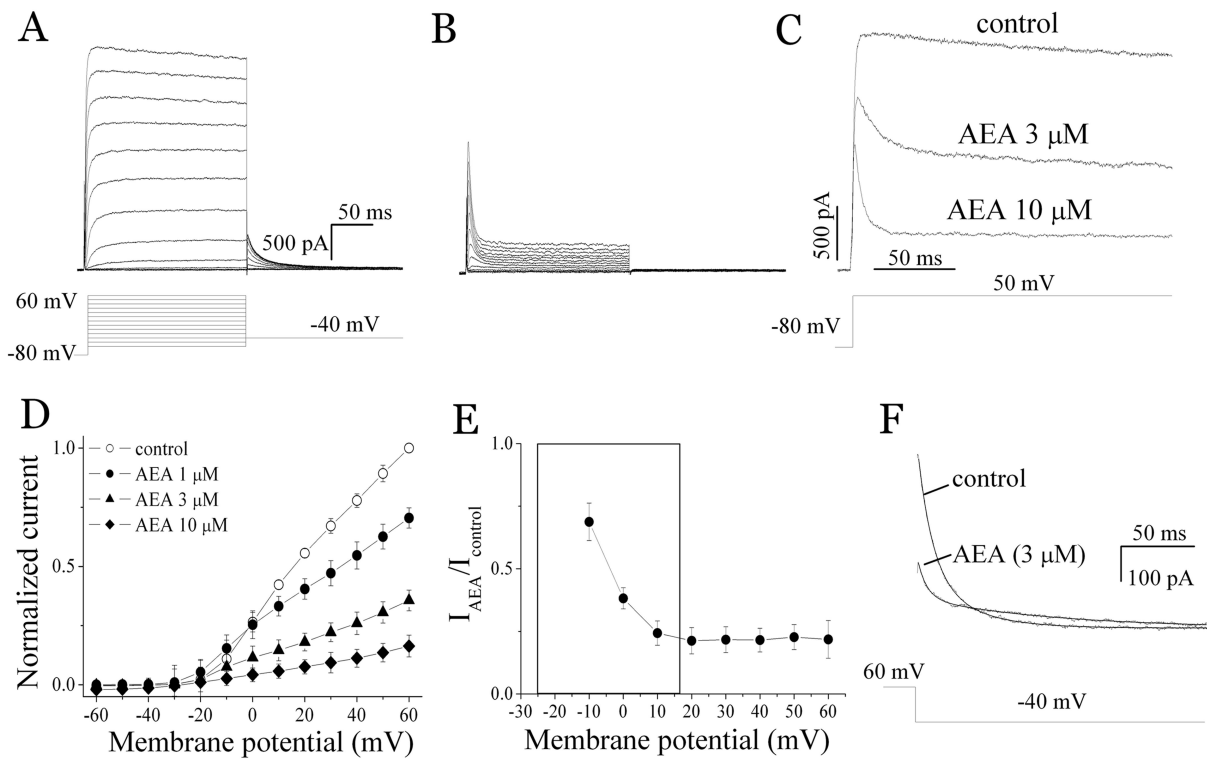 A
50 ms
500 pA
60 mV
-40 mV
-80 mV
B
C
control
AEA 3 μM
AEA 10 μM
500 pA
50 ms
50 mV
-80 mV
D
control
AEA 1 μM
AEA 3 μM
AEA 10 μM
Normalized current
1.0
0.5
0.0
-60 -40 -20 0 20 40 60
Membrane potential (mV)
E
I AEA/I control
1.0
0.5
0.0
-30 -20 -10 0 10 20 30 40 50 60
Membrane potential (mV)
F
control
AEA (3 μM)
50 ms
100 pA
60 mV
-40 mV